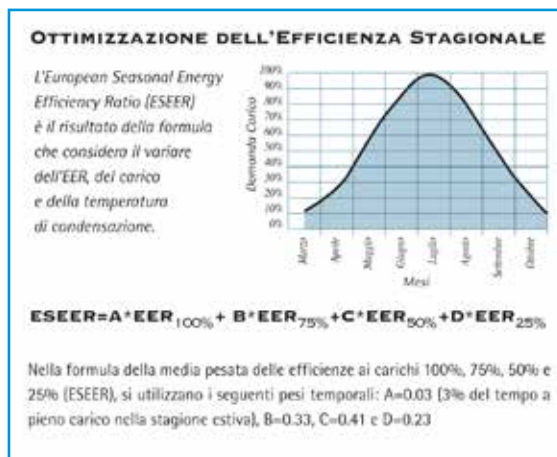 OTTIMIZZAZIONE DELL'EFFICIENZA STAGIONALE
L'European Seasonal Energy
Efficiency Ratio (ESEER)
è il risultato della formula
che considera il variare
dell'EER, del carico
e della temperatura
di condensazione.
Domanda Carico
100%
90%
80%
70%
60%
50%
40%
30%
20%
10%
0%
Marzo
Aprile
Maggio
Giugno
Luglio
Agosto
Settembre
Ottobre
Mesi
ESEER=A*EER100%+ B*EER75%+C*EER50%+D*EER25%
Nella formula della media pesata delle efficienze ai carichi 100%, 75%, 50% e
25% (ESEER), si utilizzano i seguenti pesi temporali: A=0.03 (3% del tempo a
pieno carico nella stagione estiva), B=0.33, C=0.41 e D=0.23